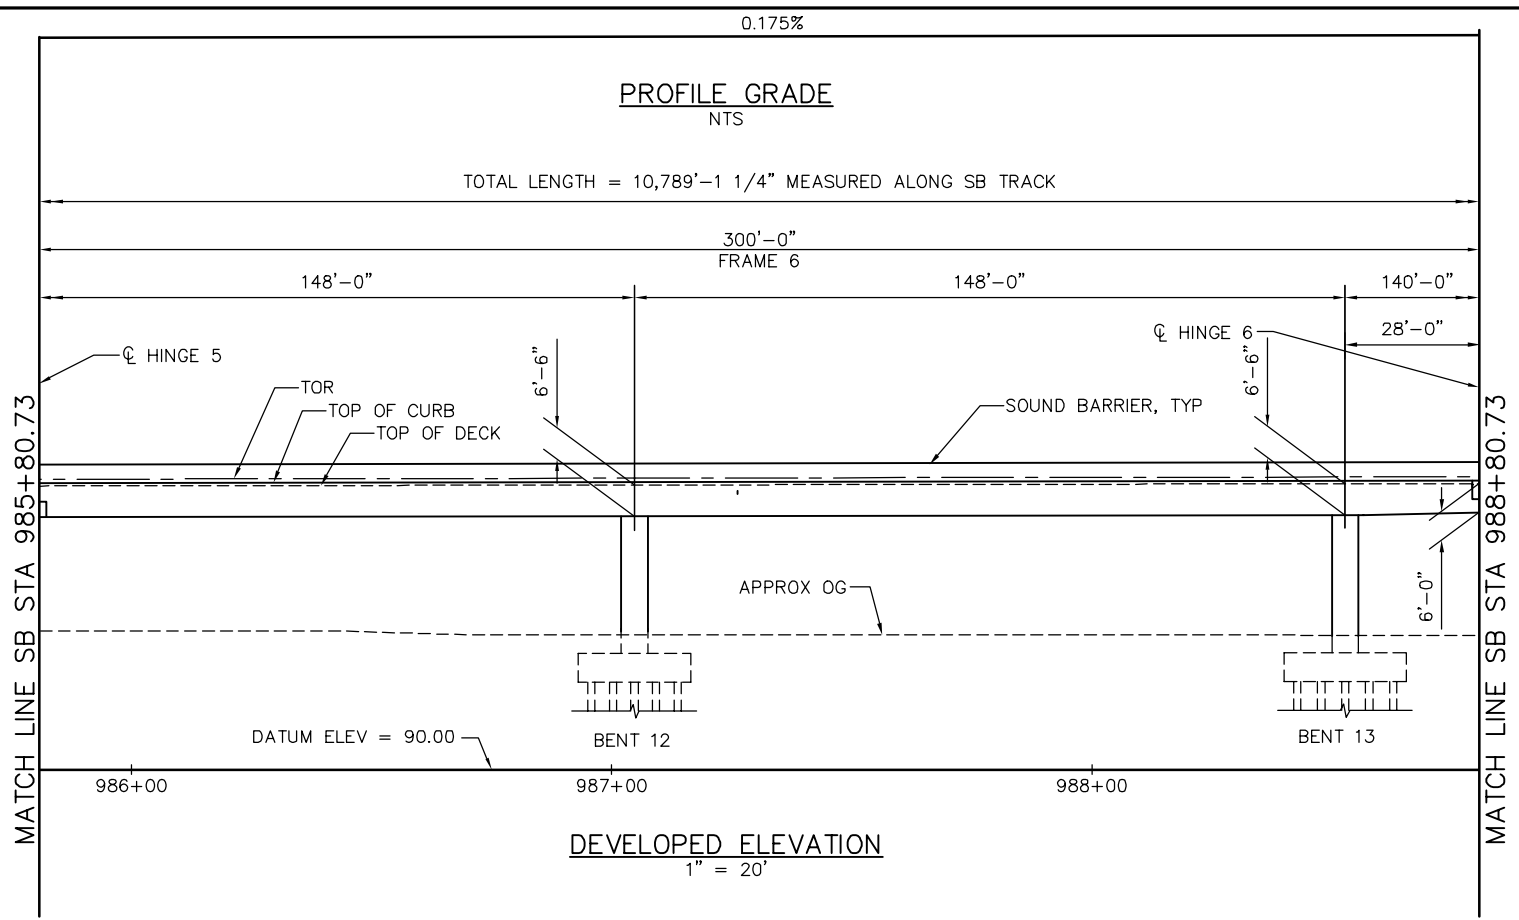 0.175%
PROFILE GRADE
NTS
TOTAL LENGTH = 10,789'-1 1/4" MEASURED ALONG SB TRACK
300'-0"
FRAME 6
148'-0"
148'-0"
140'-0"
28'-0"
℄ HINGE 5
℄ HINGE 6
6'-6"
6'-6"
TOR
TOP OF CURB
TOP OF DECK
SOUND BARRIER, TYP
MATCH LINE SB STA 985+80.73
MATCH LINE SB STA 988+80.73
APPROX OG
6'-0"
DATUM ELEV = 90.00
BENT 12
BENT 13
986+00
987+00
988+00
DEVELOPED ELEVATION
1" = 20'